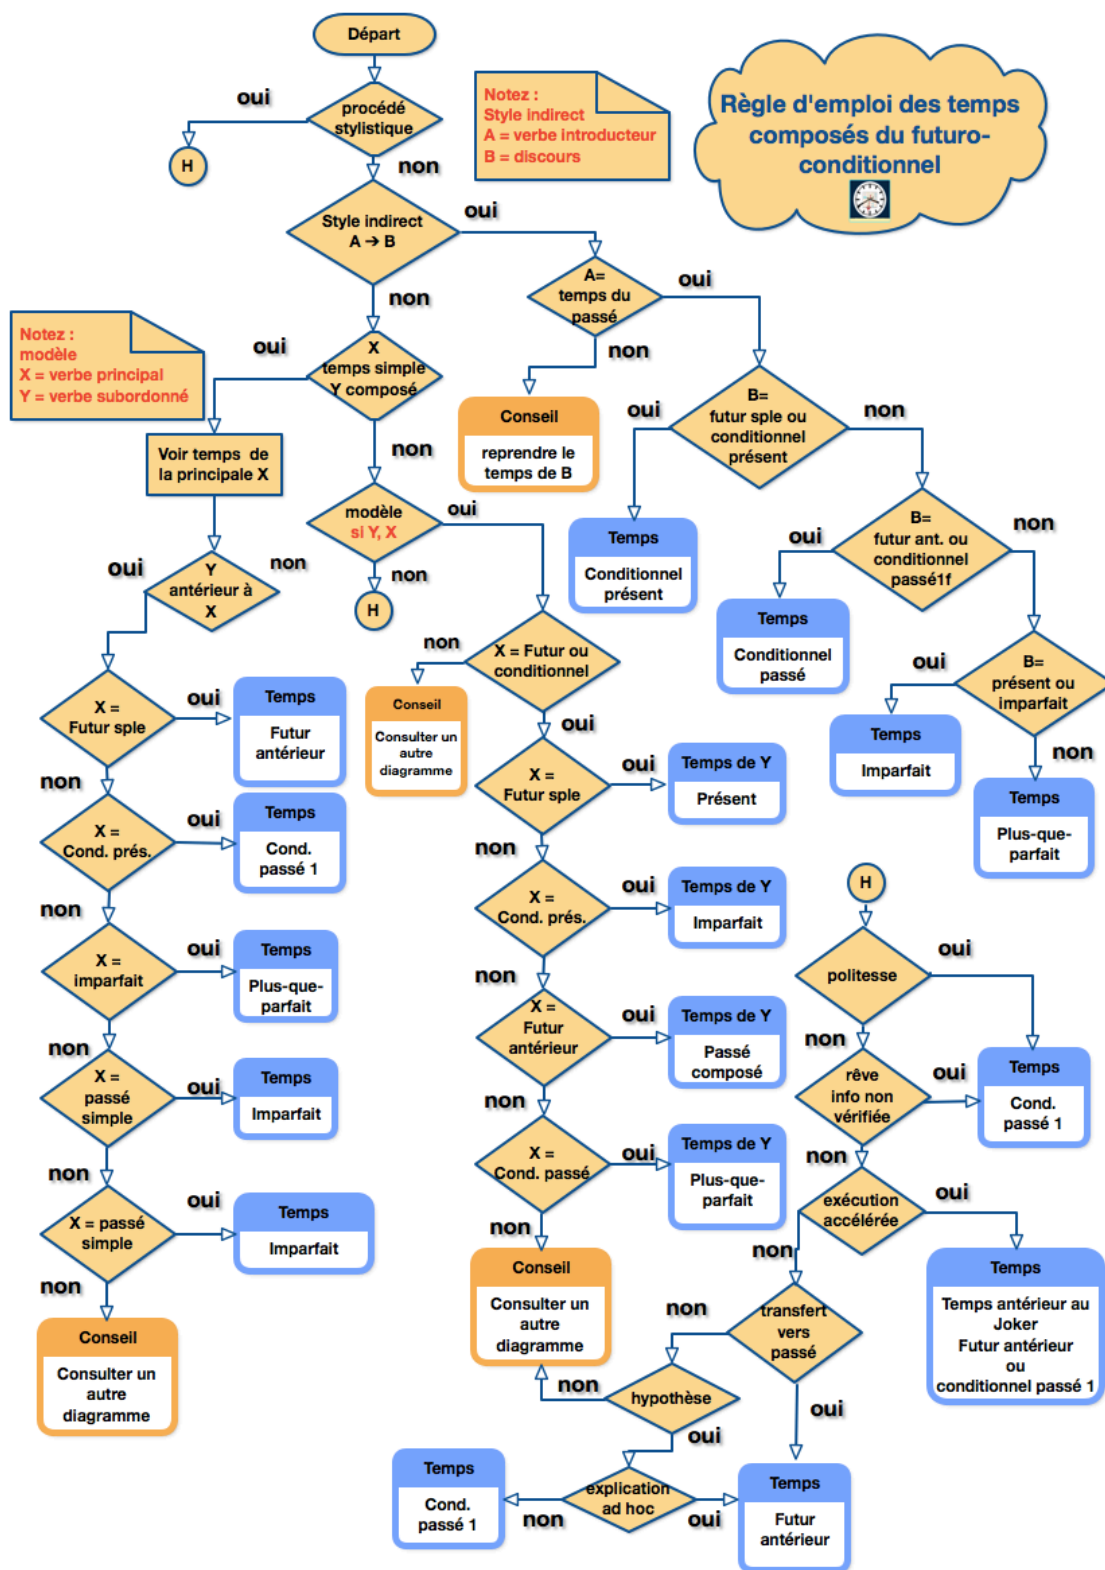 Départ
Règle d'emploi des temps
composés du futuro-
conditionnel
Notez :
Style indirect
A = verbe introducteur
B = discours
oui
procédé
stylistique
H
non
Style indirect
A → B
oui
non
A=
temps du
passé
oui
non
Notez :
modèle
X = verbe principal
Y = verbe subordonné
oui
X
temps simple
Y composé
non
Conseil
reprendre le
temps de B
oui
B=
futur sple ou
conditionnel
présent
non
Voir temps de
la principale X
modèle
si Y, X
oui
non
H
Temps
Conditionnel
présent
oui
B=
futur ant. ou
conditionnel
passé1f
non
oui
Y
antérieur à
X
non
Temps
Conditionnel
passé
non
X = Futur ou
conditionnel
oui
oui
B=
présent ou
imparfait
non
Conseil
Consulter un
autre
diagramme
Temps
Imparfait
Temps
Plus-que-
parfait
X =
Futur sple
oui
Temps
Futur
antérieur
non
X =
Cond. prés.
oui
Temps
Cond.
passé 1
non
X =
imparfait
oui
Temps
Plus-que-
parfait
non
X =
passé
simple
oui
Temps
Imparfait
non
X = passé
simple
oui
Temps
Imparfait
non
Conseil
Consulter un
autre
diagramme
X =
Futur sple
oui
Temps de Y
Présent
non
X =
Cond. prés.
oui
Temps de Y
Imparfait
non
X =
Futur
antérieur
oui
Temps de Y
Passé
composé
non
X =
Cond. passé
oui
Temps de Y
Plus-que-
parfait
non
Conseil
Consulter un
autre
diagramme
H
politesse
oui
non
rêve
info non
vérifiée
oui
Temps
Cond.
passé 1
non
exécution
accélérée
oui
Temps
Temps antérieur au
Joker
Futur antérieur
ou
conditionnel passé 1
non
transfert
vers
passé
non
oui
hypothèse
non
oui
explication
ad hoc
non
oui
Temps
Cond.
passé 1
Temps
Futur
antérieur